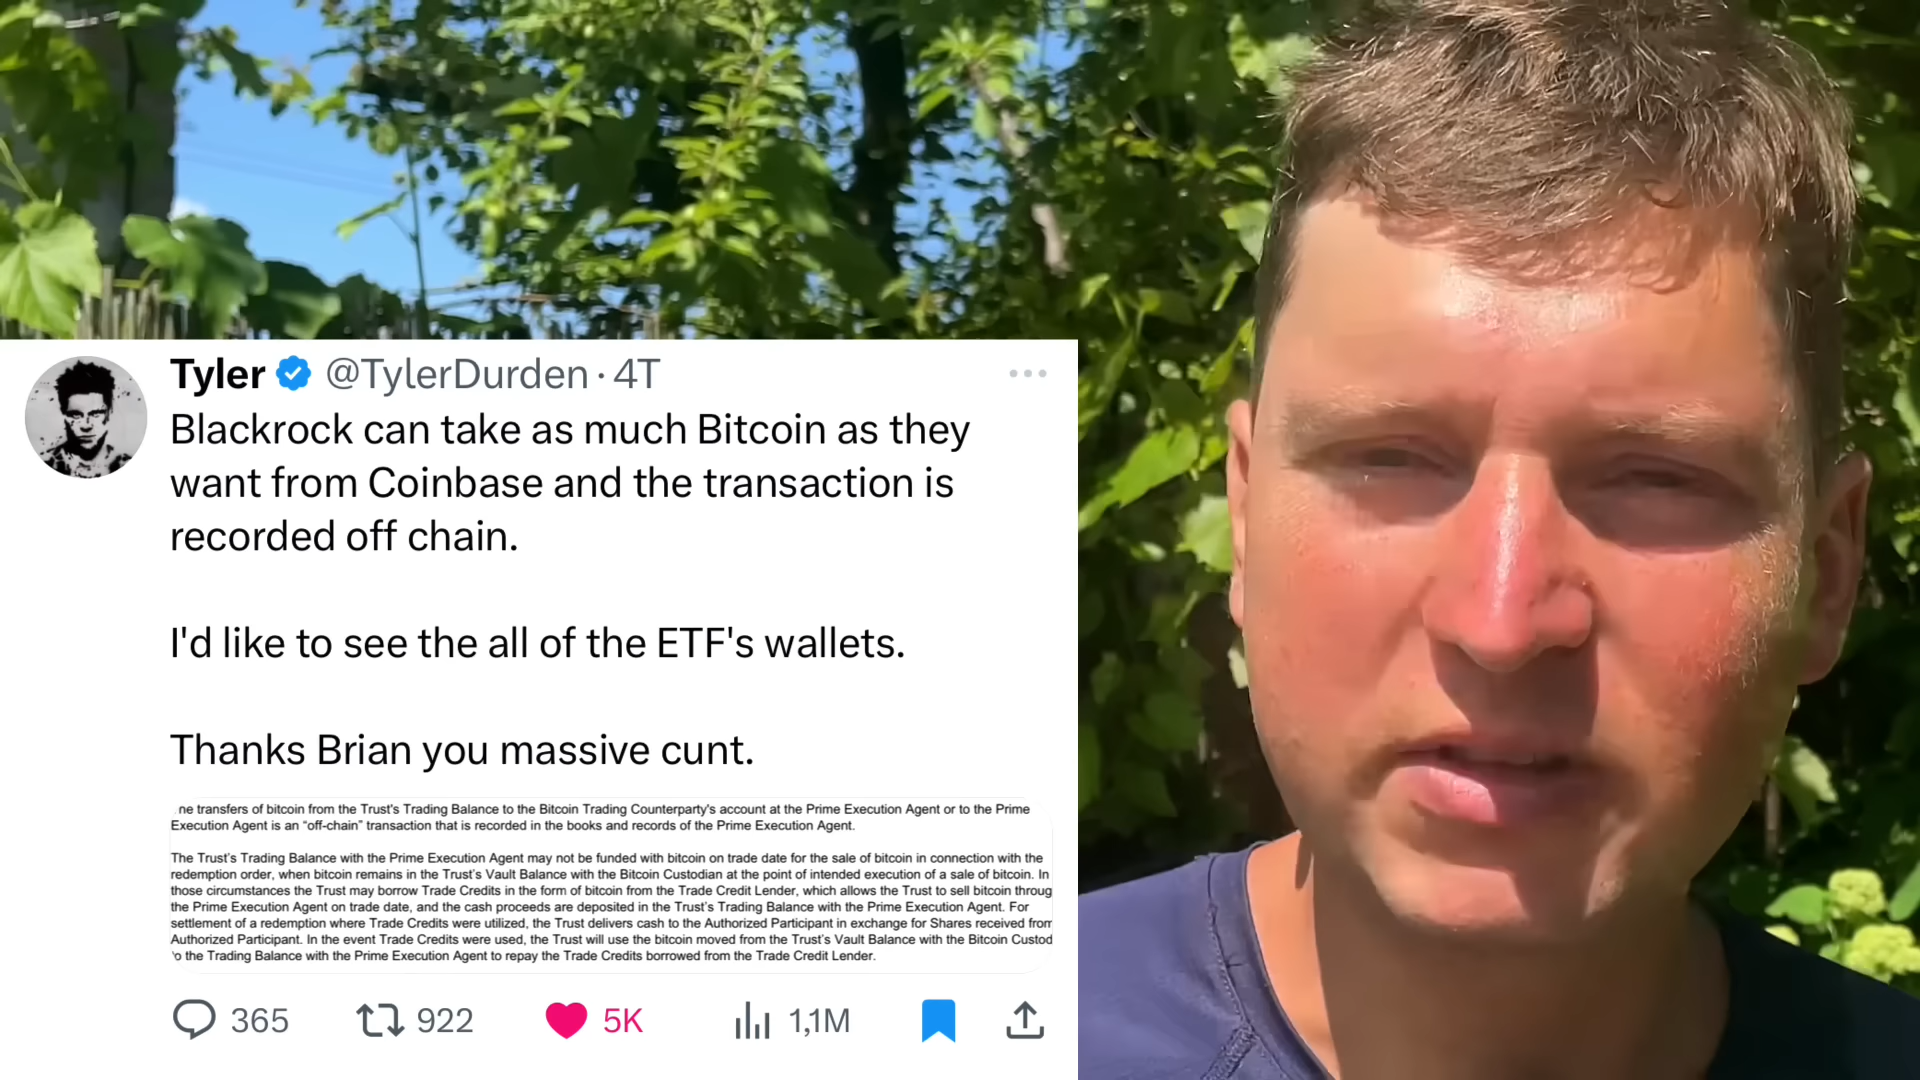 Tyler @TylerDurden · 4T
Blackrock can take as much Bitcoin as they
want from Coinbase and the transaction is
recorded off chain.
I'd like to see the all of the ETF's wallets.
Thanks Brian you massive cunt.
ne transfers of bitcoin from the Trust's Trading Balance to the Bitcoin Trading Counterparty's account at the Prime Execution Agent or to the Prime
Execution Agent is an “off-chain” transaction that is recorded in the books and records of the Prime Execution Agent.
The Trust's Trading Balance with the Prime Execution Agent may not be funded with bitcoin on trade date for the sale of bitcoin in connection with the
redemption order, when bitcoin remains in the Trust's Vault Balance with the Bitcoin Custodian at the point of intended execution of a sale of bitcoin. In
those circumstances the Trust may borrow Trade Credits in the form of bitcoin from the Trade Credit Lender, which allows the Trust to sell bitcoin throug
the Prime Execution Agent on trade date, and the cash proceeds are deposited in the Trust's Trading Balance with the Prime Execution Agent. For
settlement of a redemption where Trade Credits were utilized, the Trust delivers cash to the Authorized Participant in exchange for Shares received from
Authorized Participant. In the event Trade Credits were used, the Trust will use the bitcoin moved from the Trust's Vault Balance with the Bitcoin Custod
o the Trading Balance with the Prime Execution Agent to repay the Trade Credits borrowed from the Trade Credit Lender.
365 922 5K 1,1M